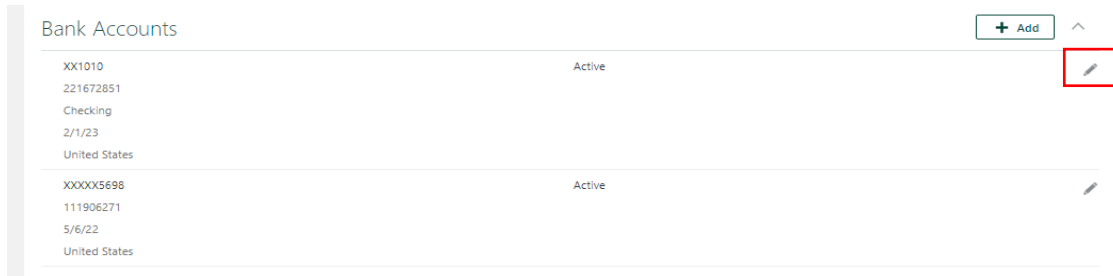 Bank Accounts
+ Add
XX1010 Active
221672851
Checking
2/1/23
United States
XXXXX5698 Active
111906271
5/6/22
United States